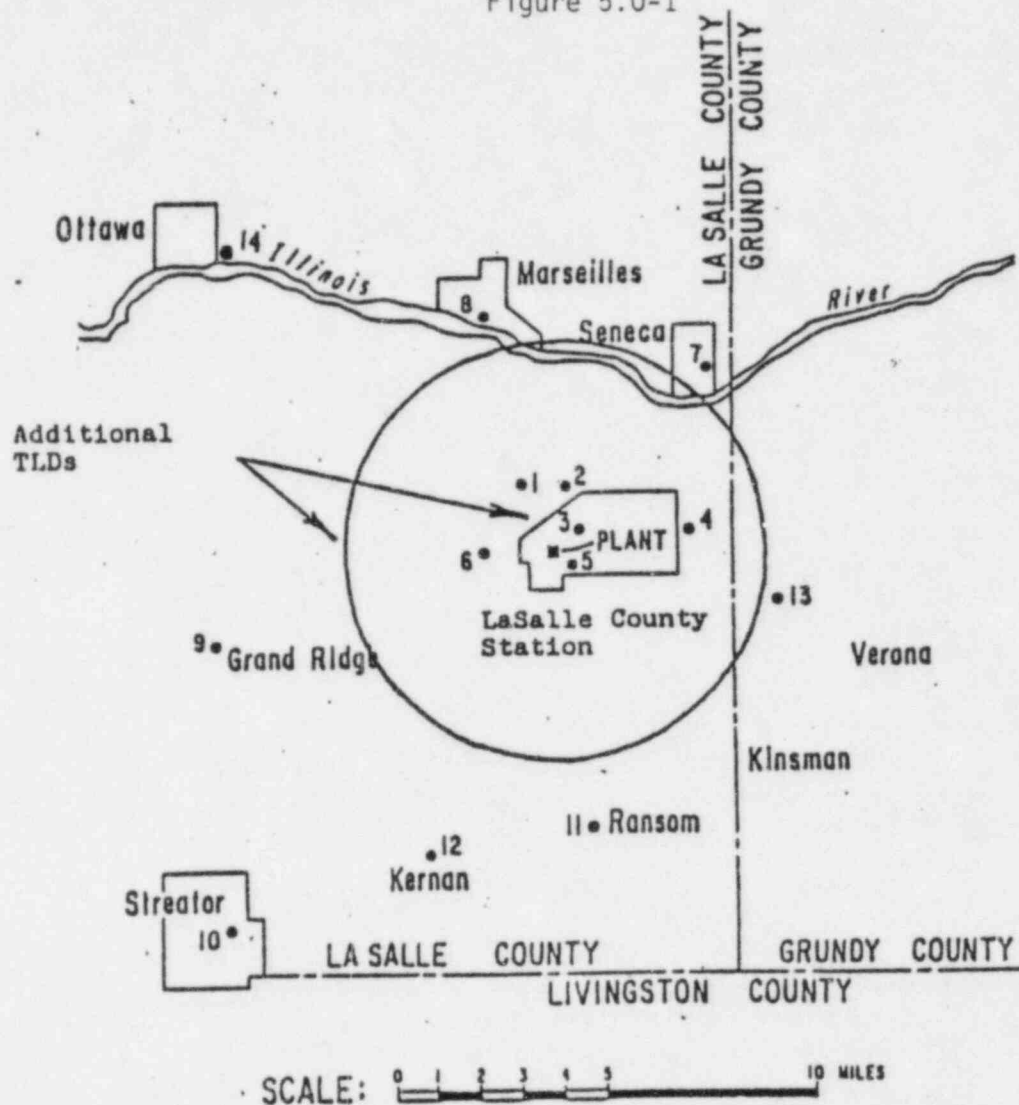 Figure 5.0-1
LA SALLE COUNTY
GRUNDY COUNTY
Ottawa
14
Illinois
Marseilles
8
Seneca
7
River
Additional
TLDs
1
2
3
4
PLANT
6
5
LaSalle County
Station
13
9
Grand Ridge
Verona
Kinsman
11 Ransom
12
Kernan
Streator
10
LA SALLE COUNTY
GRUNDY COUNTY
LIVINGSTON COUNTY
SCALE: 0 1 2 3 4 5 10 MILES